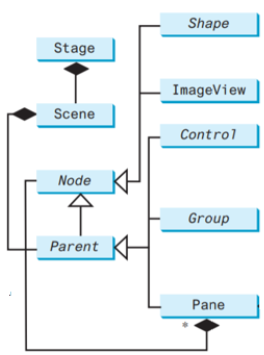 Shape
Stage
ImageView
Scene
Control
Node
Group
Parent
Pane
*